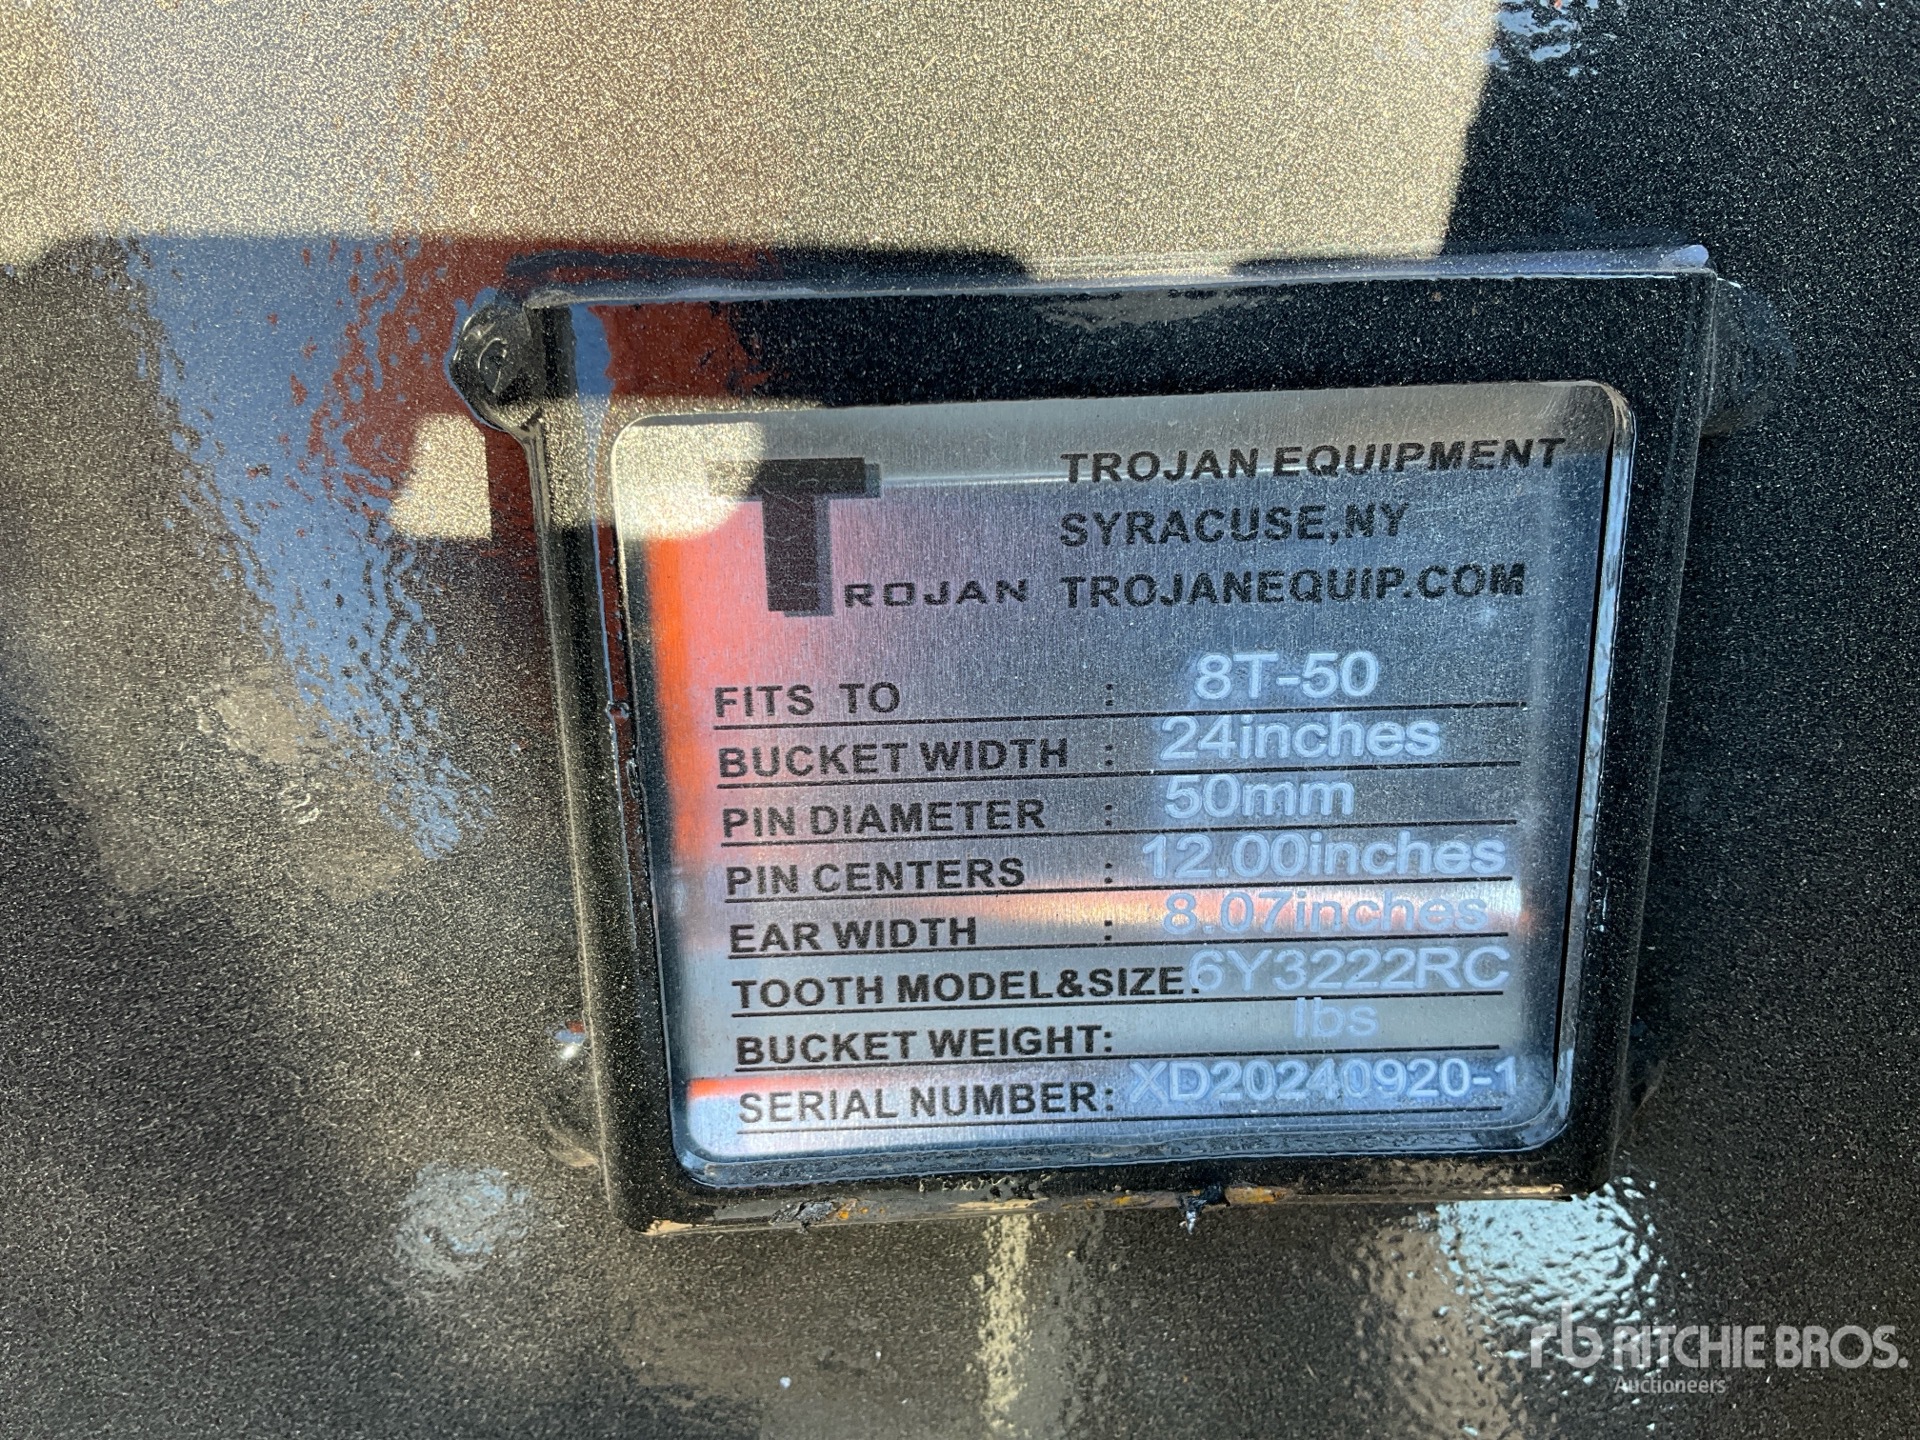 TROJAN
TROJAN EQUIPMENT
SYRACUSE,NY
TROJANEQUIP.COM
FITS TO : 8T-50
BUCKET WIDTH : 24inches
PIN DIAMETER : 50mm
PIN CENTERS : 12.00inches
EAR WIDTH : 8.07inches
TOOTH MODEL&SIZE: 6Y3222RC
BUCKET WEIGHT: lbs
SERIAL NUMBER: XD20240920-1
rb RITCHIE BROS.
Auctioneers